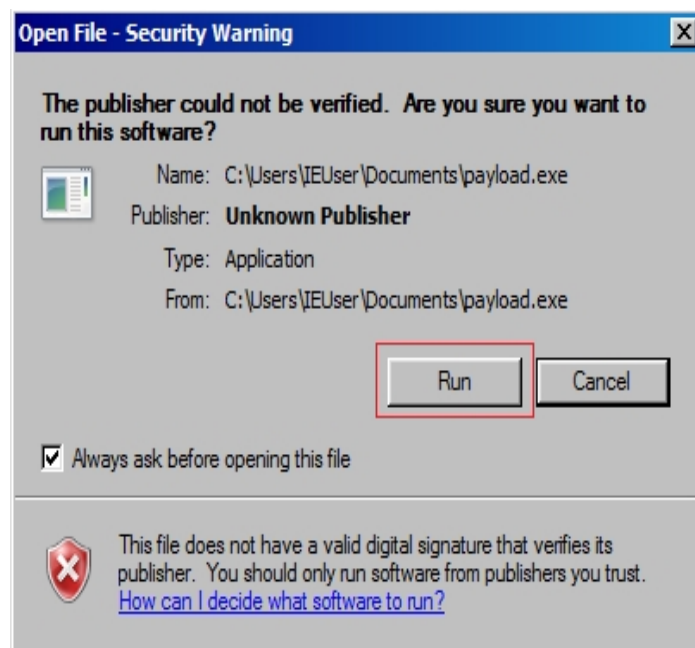 Open File - Security Warning
The publisher could not be verified. Are you sure you want to
run this software?
Name: C:\Users\IEUser\Documents\payload.exe
Publisher: Unknown Publisher
Type: Application
From: C:\Users\IEUser\Documents\payload.exe
Run Cancel
Always ask before opening this file
This file does not have a valid digital signature that verifies its
publisher. You should only run software from publishers you trust.
How can I decide what software to run?